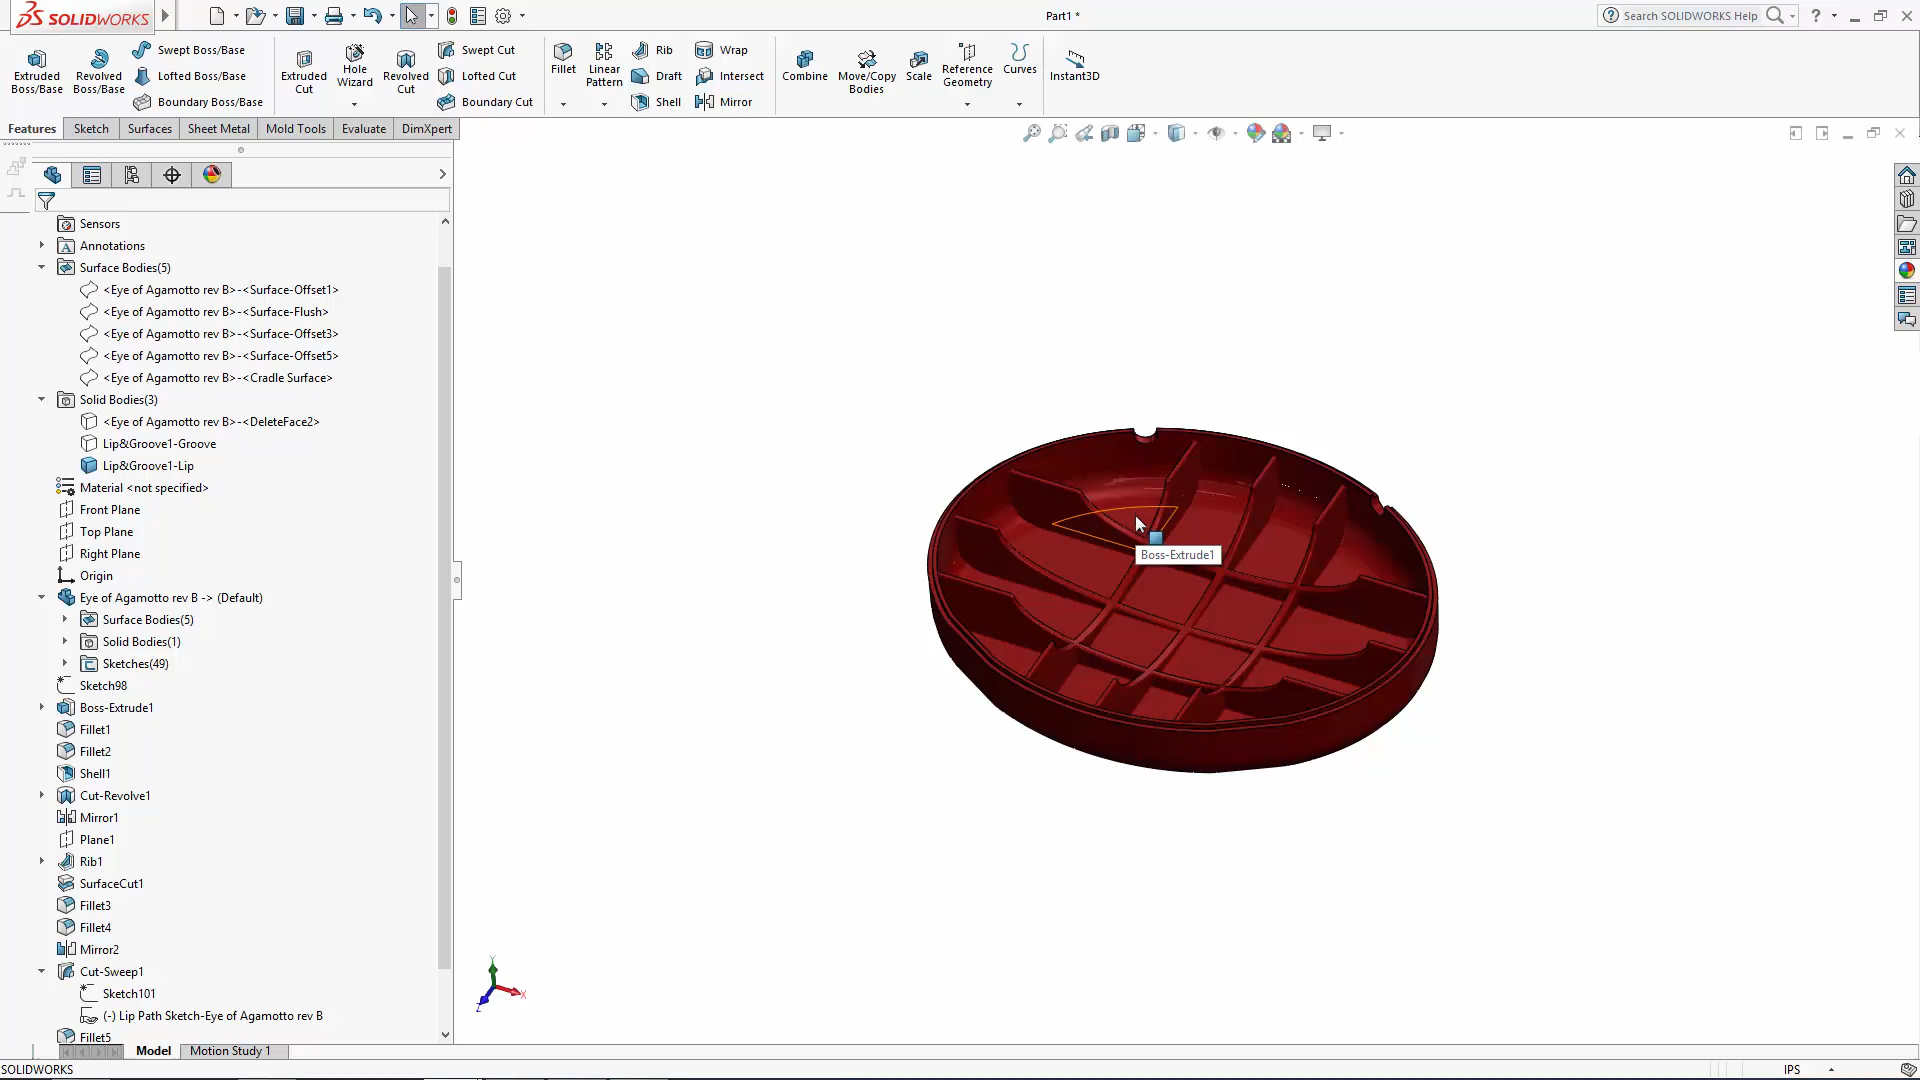 SOLIDWORKS
Part1 *
Search SOLIDWORKS Help
?
Extruded Boss/Base
Revolved Boss/Base
Swept Boss/Base
Lofted Boss/Base
Boundary Boss/Base
Extruded Cut
Hole Wizard
Revolved Cut
Swept Cut
Lofted Cut
Boundary Cut
Fillet
Linear Pattern
Rib
Draft
Shell
Wrap
Intersect
Mirror
Combine
Move/Copy Bodies
Scale
Reference Geometry
Curves
Instant3D
Features
Sketch
Surfaces
Sheet Metal
Mold Tools
Evaluate
DimXpert
Sensors
Annotations
Surface Bodies(5)
<Eye of Agamotto rev B>-<Surface-Offset1>
<Eye of Agamotto rev B>-<Surface-Flush>
<Eye of Agamotto rev B>-<Surface-Offset3>
<Eye of Agamotto rev B>-<Surface-Offset5>
<Eye of Agamotto rev B>-<Cradle Surface>
Solid Bodies(3)
<Eye of Agamotto rev B>-<DeleteFace2>
Lip&Groove1-Groove
Lip&Groove1-Lip
Material <not specified>
Front Plane
Top Plane
Right Plane
Origin
Eye of Agamotto rev B -> (Default)
Surface Bodies(5)
Solid Bodies(1)
Sketches(49)
Sketch98
Boss-Extrude1
Fillet1
Fillet2
Shell1
Cut-Revolve1
Mirror1
Plane1
Rib1
SurfaceCut1
Fillet3
Fillet4
Mirror2
Cut-Sweep1
Sketch101
(-) Lip Path Sketch-Eye of Agamotto rev B
Fillet5
Boss-Extrude1
Y
X
Z
Model
Motion Study 1
SOLIDWORKS
IPS